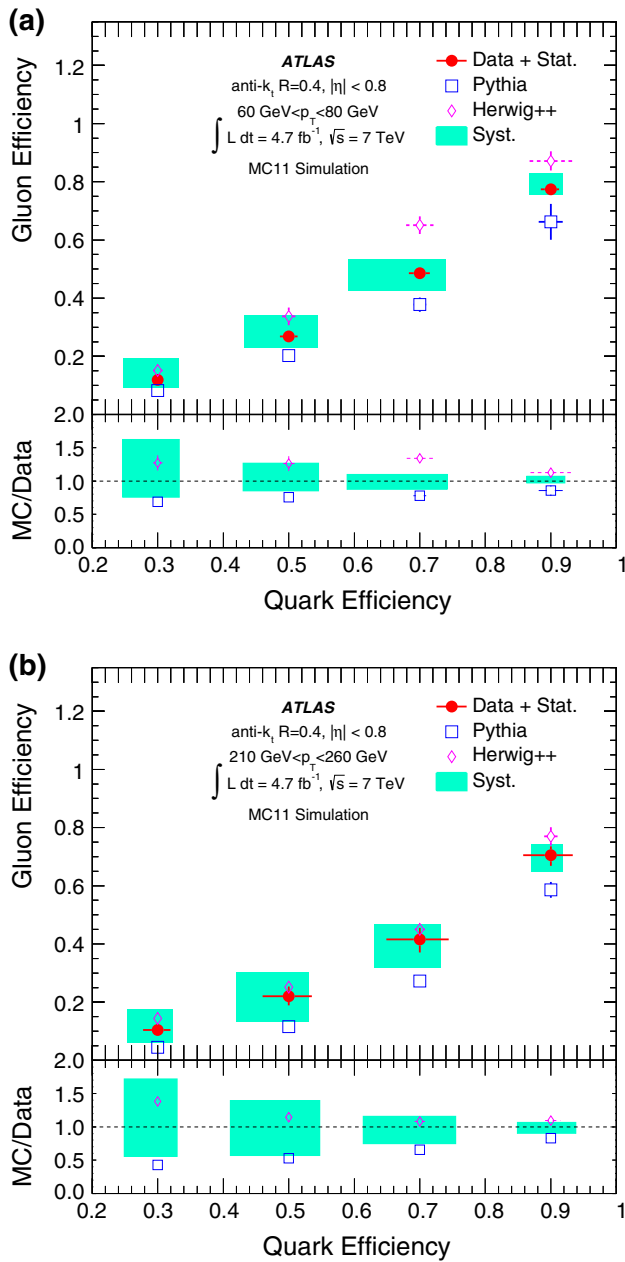 (a)
Gluon Efficiency
1.2
1
0.8
0.6
0.4
0.2
ATLAS
anti-kt R=0.4, |η| < 0.8
60 GeV<pT<80 GeV
∫ L dt = 4.7 fb-1, √s = 7 TeV
MC11 Simulation
Data + Stat.
Pythia
Herwig++
Syst.
MC/Data
2.0
1.5
1.0
0.5
0.0
0.2 0.3 0.4 0.5 0.6 0.7 0.8 0.9 1
Quark Efficiency
(b)
Gluon Efficiency
1.2
1
0.8
0.6
0.4
0.2
ATLAS
anti-kt R=0.4, |η| < 0.8
210 GeV<pT<260 GeV
∫ L dt = 4.7 fb-1, √s = 7 TeV
MC11 Simulation
Data + Stat.
Pythia
Herwig++
Syst.
MC/Data
2.0
1.5
1.0
0.5
0.0
0.2 0.3 0.4 0.5 0.6 0.7 0.8 0.9 1
Quark Efficiency